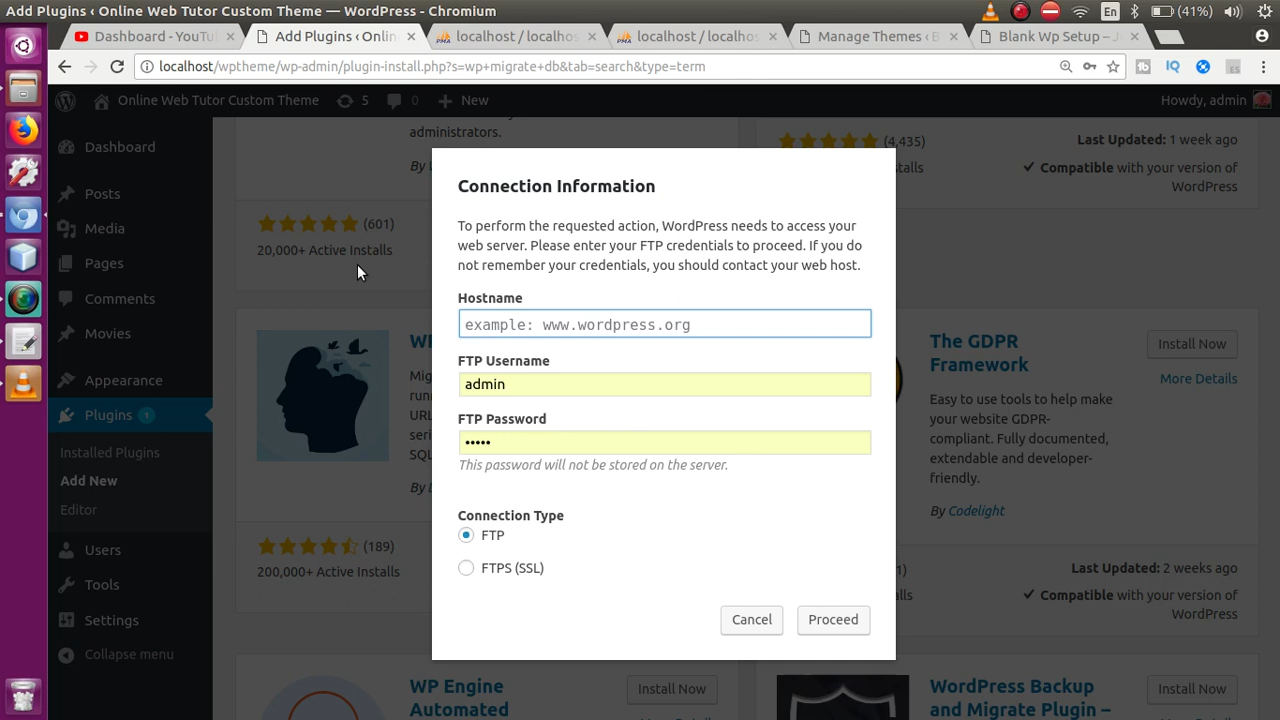 Add Plugins ‹ Online Web Tutor Custom Theme — WordPress - Chromium
En
(41%)
Dashboard - YouTu
Add Plugins ‹ Onlin
localhost / localhos
localhost / localhos
Manage Themes ‹ B
Blank Wp Setup – J
localhost/wptheme/wp-admin/plugin-install.php?s=wp+migrate+db&tab=search&type=term
IQ
ES
Online Web Tutor Custom Theme
5
0
New
Howdy, admin
Dashboard
Posts
Media
Pages
Comments
Movies
Appearance
Plugins 1
Installed Plugins
Add New
Editor
Users
Tools
Settings
Collapse menu
administrators.
By
(601)
20,000+ Active Installs
(4,435)
Last Updated: 1 week ago
Compatible with your version of
WordPress
Connection Information
To perform the requested action, WordPress needs to access your
web server. Please enter your FTP credentials to proceed. If you do
not remember your credentials, you should contact your web host.
Hostname
example: www.wordpress.org
FTP Username
admin
FTP Password
•••••
This password will not be stored on the server.
Connection Type
FTP
FTPS (SSL)
Cancel
Proceed
(189)
200,000+ Active Installs
The GDPR
Framework
Install Now
More Details
Easy to use tools to help make
your website GDPR-
compliant. Fully documented,
extendable and developer-
friendly.
By Codelight
Last Updated: 2 weeks ago
Compatible with your version of
WordPress
WP Engine
Automated
Install Now
WordPress Backup
and Migrate Plugin –
Install Now